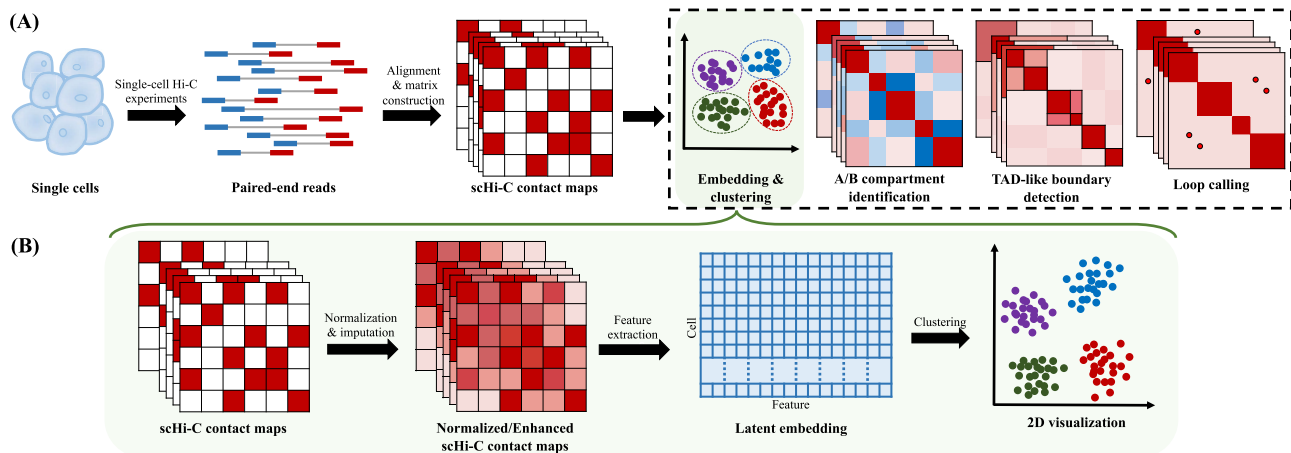 (A)
Single-cell Hi-C
experiments
Alignment
& matrix
construction
Single cells
Paired-end reads
scHi-C contact maps
Embedding &
clustering
A/B compartment
identification
TAD-like boundary
detection
Loop calling
(B)
Normalization
& imputation
Feature
extraction
Cell
Feature
Clustering
scHi-C contact maps
Normalized/Enhanced
scHi-C contact maps
Latent embedding
2D visualization